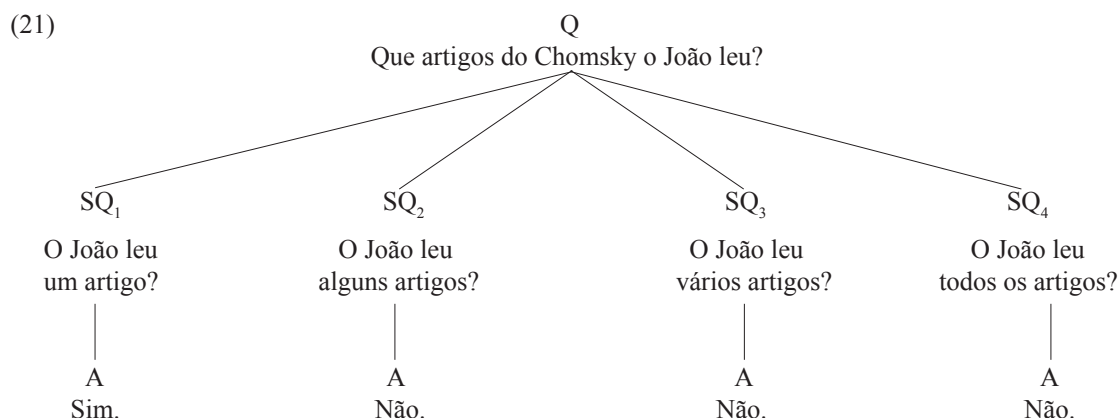 (21)
Q
Que artigos do Chomsky o João leu?
SQ1
SQ2
SQ3
SQ4
O João leu
um artigo?
O João leu
alguns artigos?
O João leu
vários artigos?
O João leu
todos os artigos?
A
Sim.
A
Não.
A
Não.
A
Não.